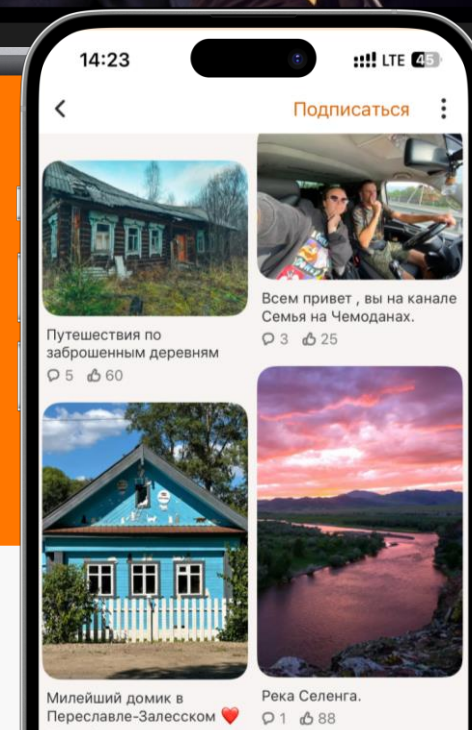 14:23
LTE 45
Подписаться
Путешествия по
заброшенным деревням
5 60
Всем привет , вы на канале
Семья на Чемоданах.
3 25
Милейший домик в
Переславле-Залесском ❤️
Река Селенга.
1 88